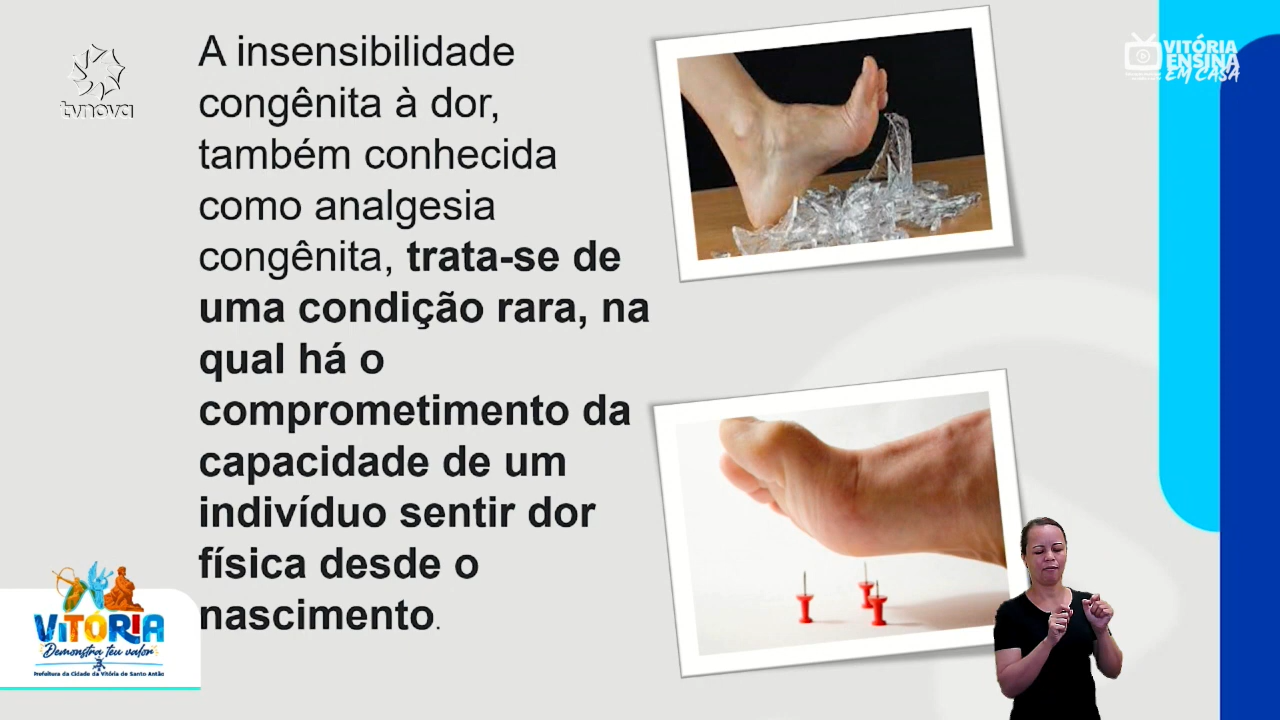 A insensibilidade
congênita à dor,
também conhecida
como analgesia
congênita, trata-se de
uma condição rara, na
qual há o
comprometimento da
capacidade de um
indivíduo sentir dor
física desde o
nascimento.
tvnova
VITÓRIA
ENSINA
EM CASA
VITÓRIA
Demonstra teu valor
Prefeitura da Cidade da Vitória de Santo Antão